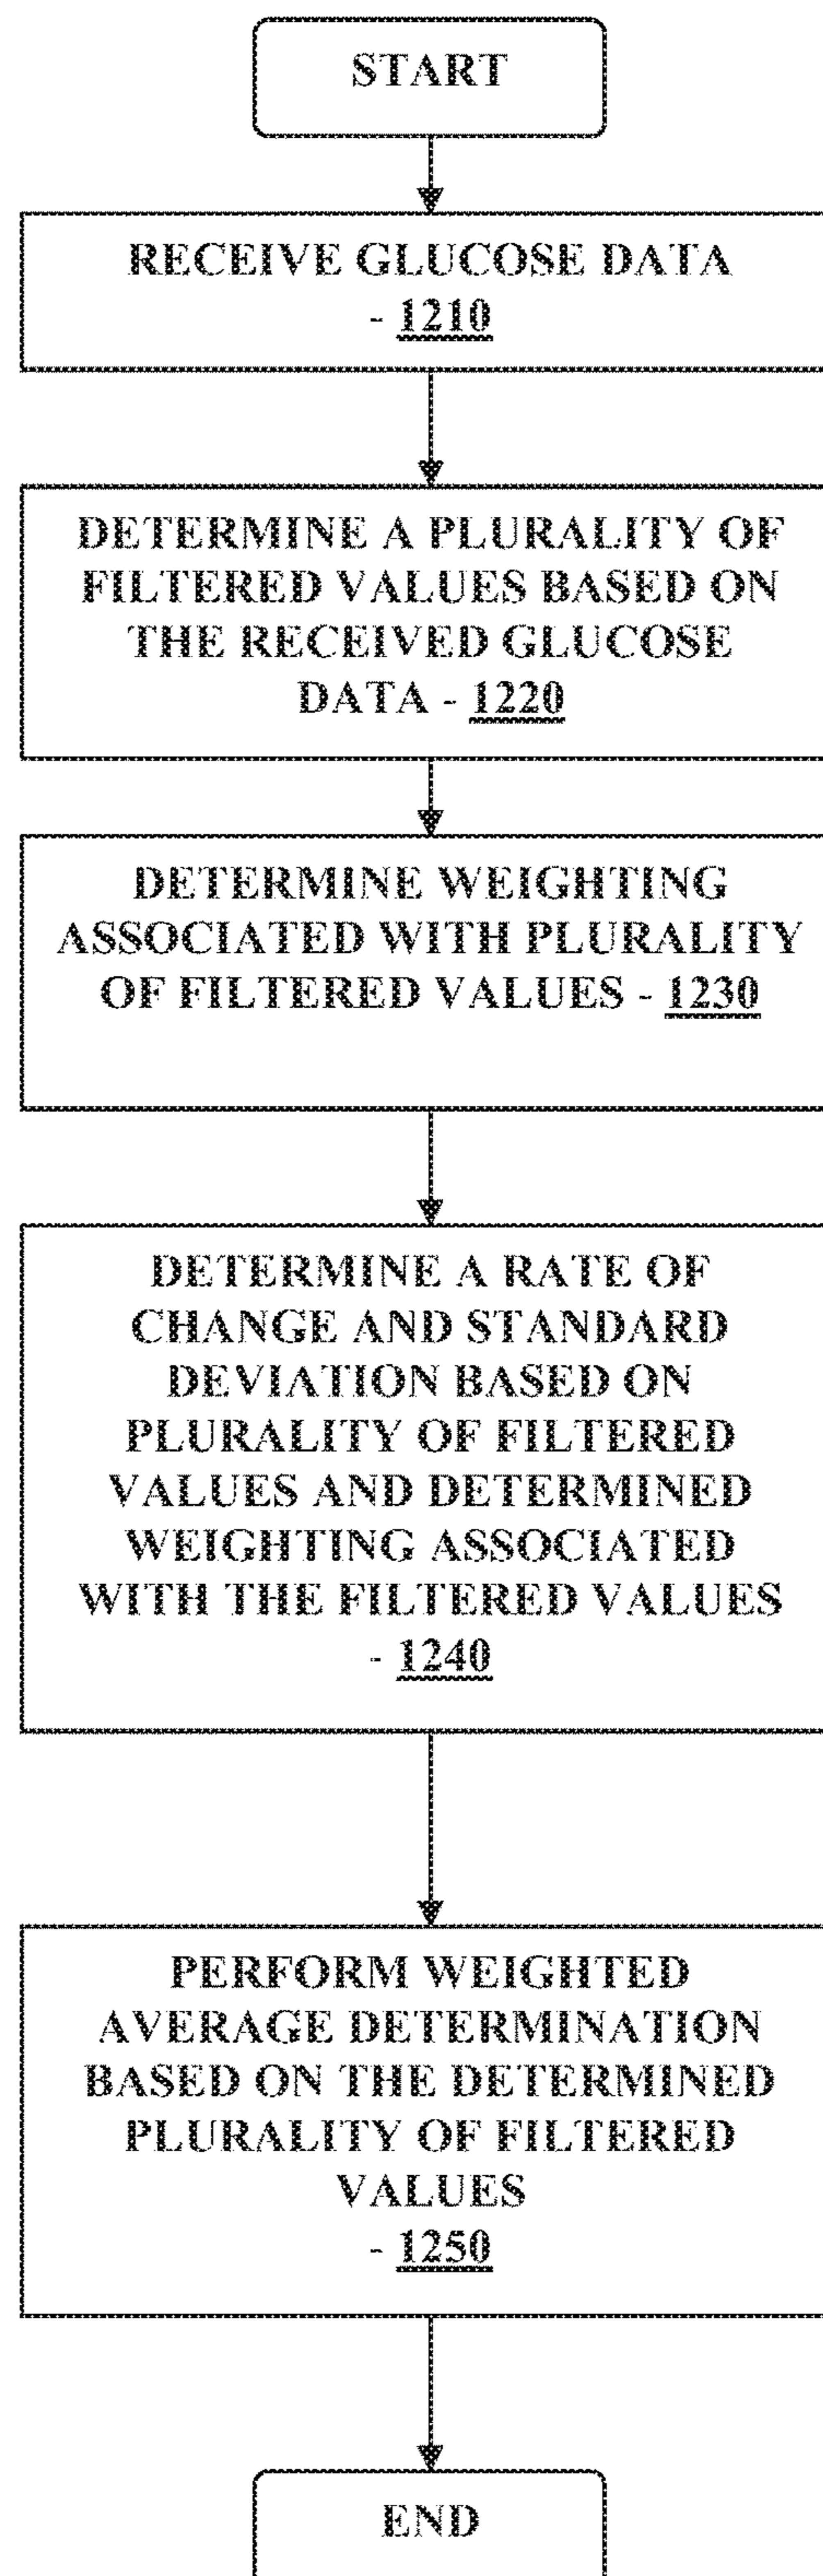 START
RECEIVE GLUCOSE DATA
- 1210
DETERMINE A PLURALITY OF
FILTERED VALUES BASED ON
THE RECEIVED GLUCOSE
DATA - 1220
DETERMINE WEIGHTING
ASSOCIATED WITH PLURALITY
OF FILTERED VALUES - 1230
DETERMINE A RATE OF
CHANGE AND STANDARD
DEVIATION BASED ON
PLURALITY OF FILTERED
VALUES AND DETERMINED
WEIGHTING ASSOCIATED
WITH THE FILTERED VALUES
- 1240
PERFORM WEIGHTED
AVERAGE DETERMINATION
BASED ON THE DETERMINED
PLURALITY OF FILTERED
VALUES
- 1250
END